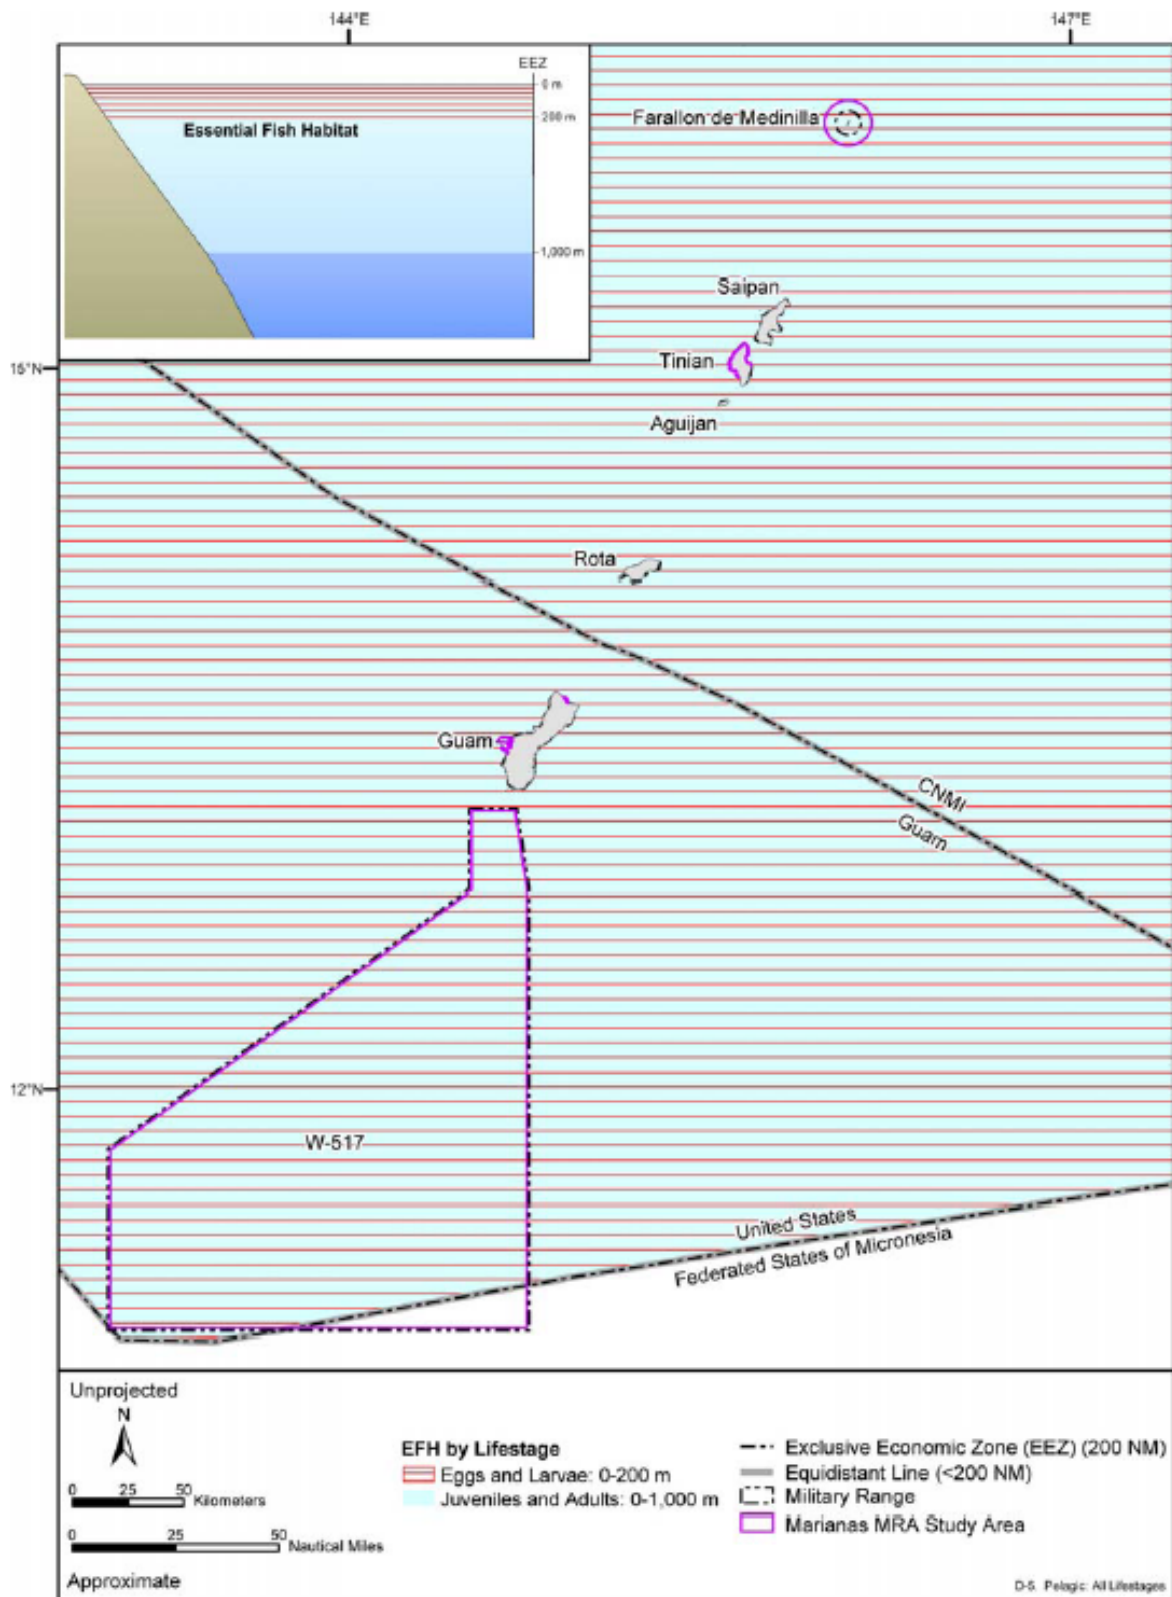 144°E
147°E
EEZ
0 m
200 m
Essential Fish Habitat
1,000 m
Farallon de Medinilla
Saipan
15°N
Tinian
Aguijan
Rota
Guam
CNMI
Guam
12°N
W-517
United States
Federated States of Micronesia
Unprojected
N
0 25 50
Kilometers
0 25 50
Nautical Miles
Approximate
EFH by Lifestage
Eggs and Larvae: 0-200 m
Juveniles and Adults: 0-1,000 m
Exclusive Economic Zone (EEZ) (200 NM)
Equidistant Line (<200 NM)
Military Range
Marianas MRA Study Area
D-5. Pelagic: All Lifestages